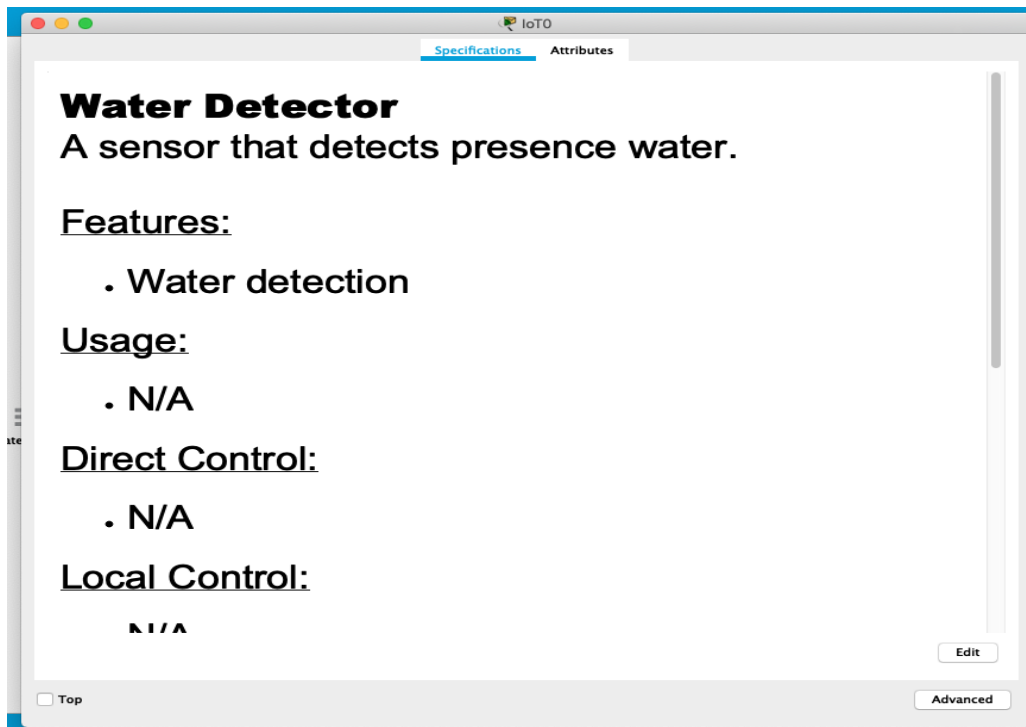 IoT0
Specifications Attributes
Water Detector
A sensor that detects presence water.
Features:
• Water detection
Usage:
• N/A
Direct Control:
• N/A
Local Control:
N/A
ate
Edit
Top
Advanced